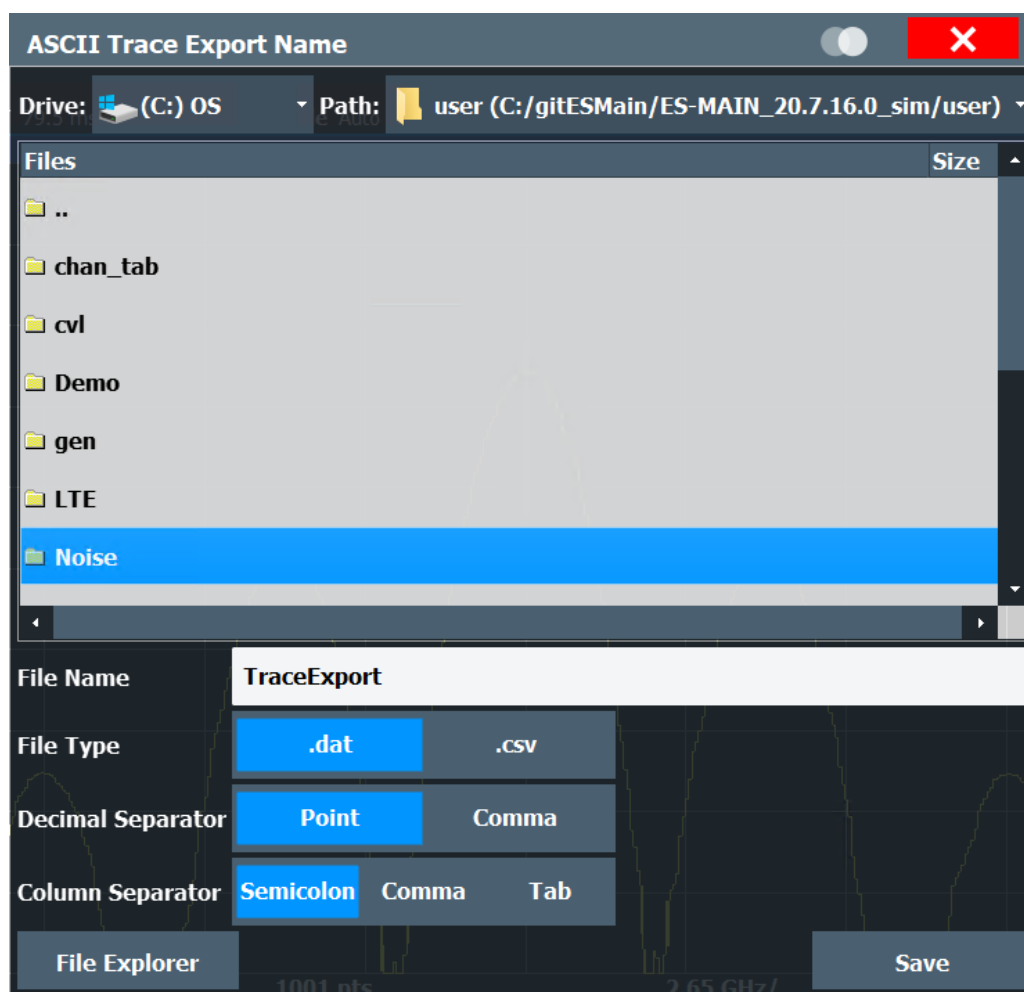 ASCII Trace Export Name
Drive: (C:) OS Path: user (C:/gitESMain/ES-MAIN_20.7.16.0_sim/user)
Files Size
..
chan_tab
cvl
Demo
gen
LTE
Noise
File Name TraceExport
File Type .dat .csv
Decimal Separator Point Comma
Column Separator Semicolon Comma Tab
File Explorer Save
1001 pts 2.65 GHz/